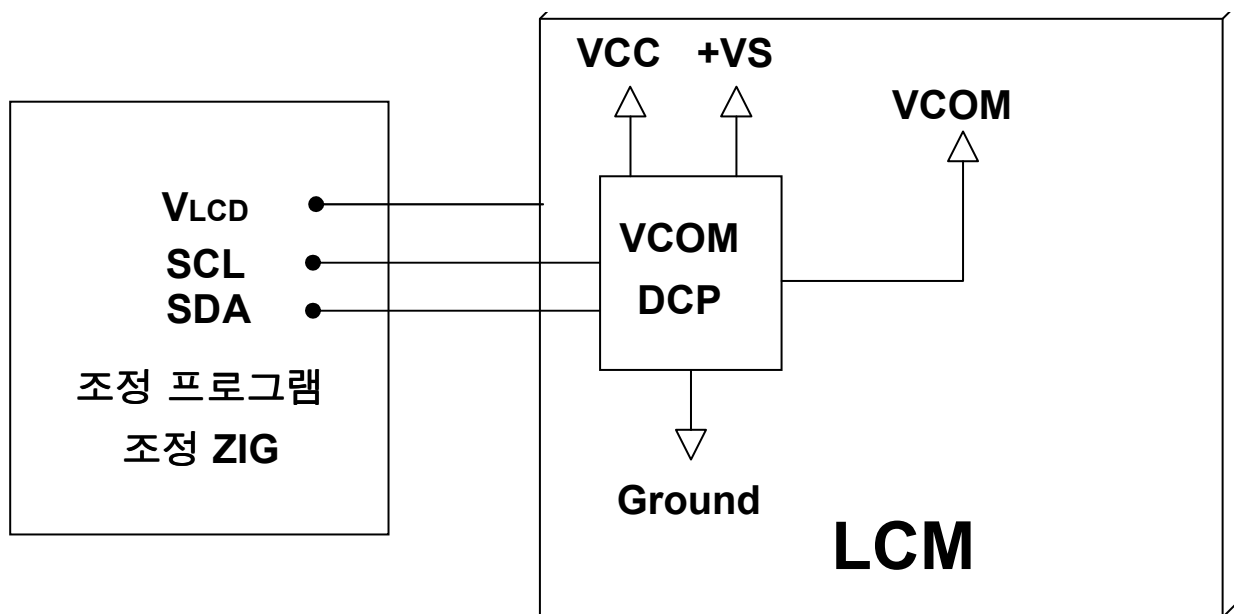 VLCD
SCL
SDA
조정 프로그램
조정 ZIG
VCC +VS
VCOM
VCOM
DCP
Ground
LCM